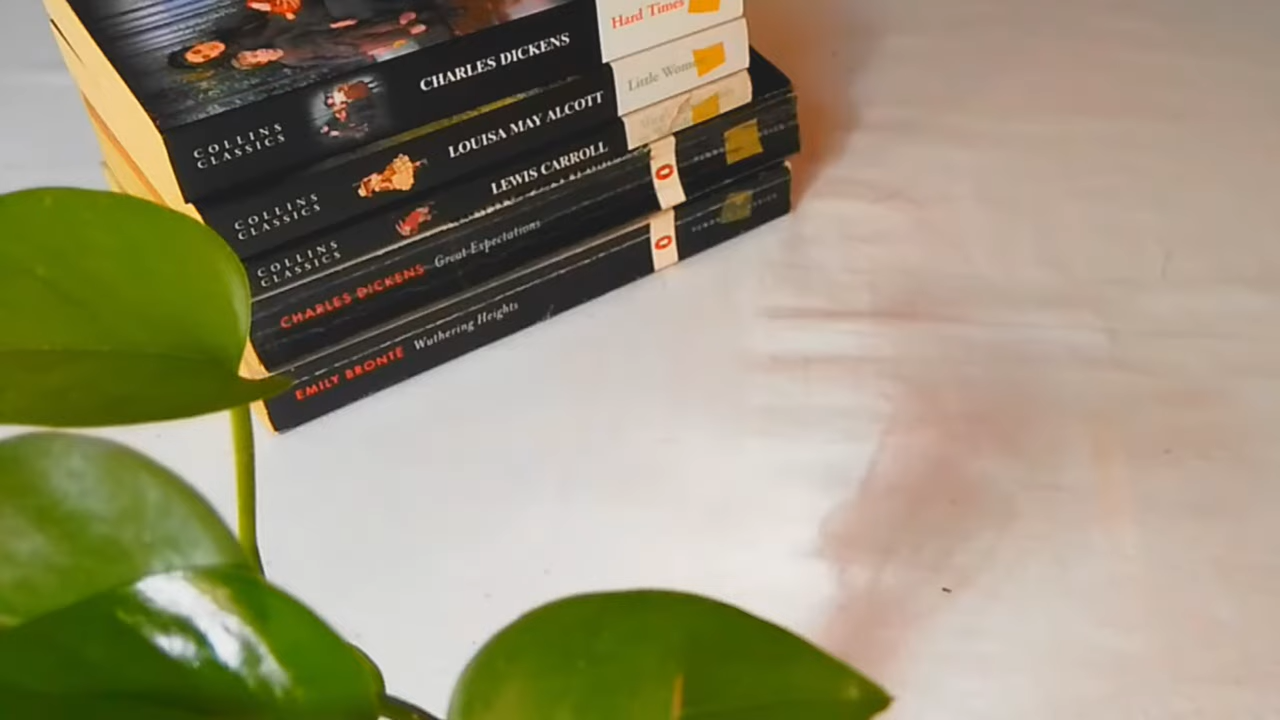 COLLINS
CLASSICS
CHARLES DICKENS
Hard Times
COLLINS
CLASSICS
LOUISA MAY ALCOTT
Little
COLLINS
CLASSICS
LEWIS CARROLL
CHARLES DICKENS Great Expectations
EMILY BRONTË Wuthering Heights